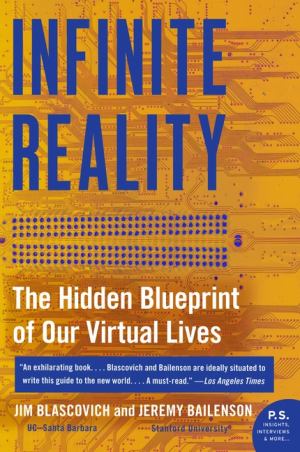 INFINITE
REALITY
The Hidden Blueprint
of Our Virtual Lives
"An exhilarating book. . . . Blascovich and Bailenson are ideally situated to
write this guide to the new world. . . . A must-read." —Los Angeles Times
JIM BLASCOVICH and JEREMY BAILENSON
UC–Santa Barbara Stanford University
P.S.
INSIGHTS,
INTERVIEWS
& MORE...